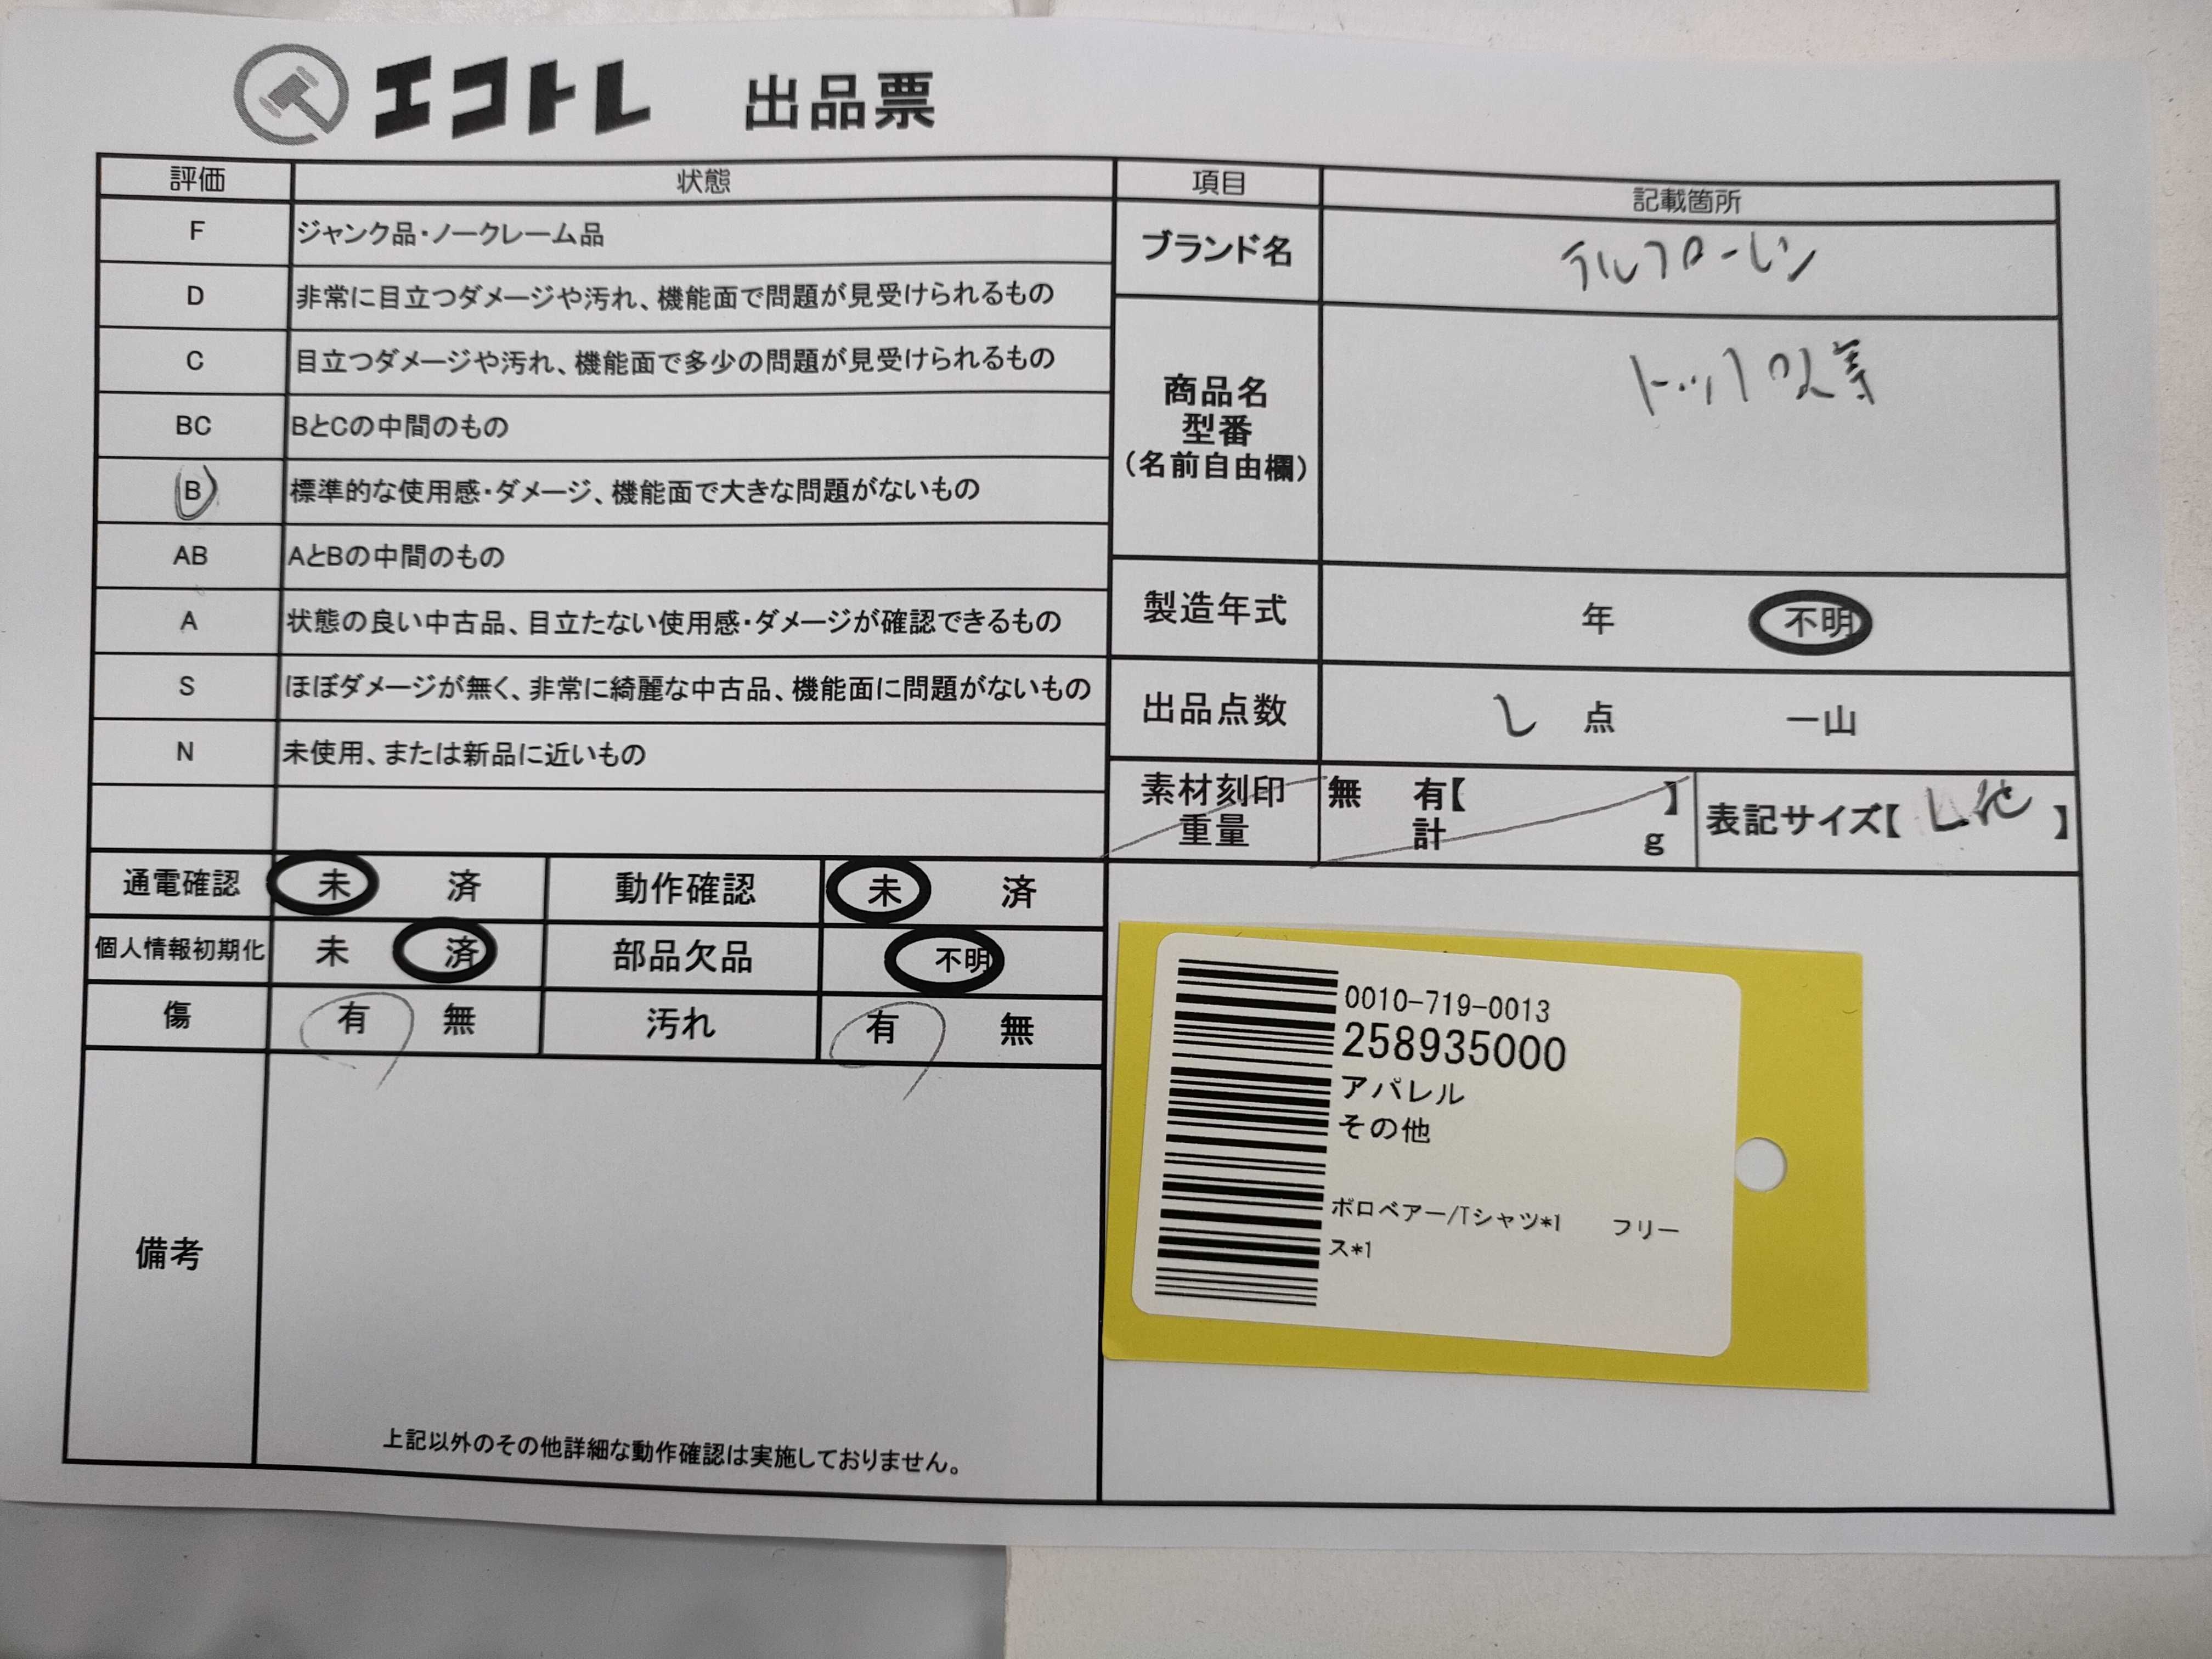 エコトレ 出品票
評価 状態
F ジャンク品・ノークレーム品
D 非常に目立つダメージや汚れ、機能面で問題が見受けられるもの
C 目立つダメージや汚れ、機能面で多少の問題が見受けられるもの
BC BとCの中間のもの
B 標準的な使用感・ダメージ、機能面で大きな問題がないもの
AB AとBの中間のもの
A 状態の良い中古品、目立たない使用感・ダメージが確認できるもの
S ほぼダメージが無く、非常に綺麗な中古品、機能面に問題がないもの
N 未使用、または新品に近いもの
通電確認 未 済 動作確認 未 済
個人情報初期化 未 済 部品欠品 不明
傷 有 無 汚れ 有 無
備考
上記以外のその他詳細な動作確認は実施しておりません。
項目 記載箇所
ブランド名 ラルフローレン
商品名
型番
(名前自由欄)
製造年式 年 不明
出品点数 点 一山
素材刻印 無 有【 】
重量 計 g
表記サイズ【 L他 】
0010-719-0013
258935000
アパレル
その他
ボロベアー/Tシャツ*1 フリー
ス*1